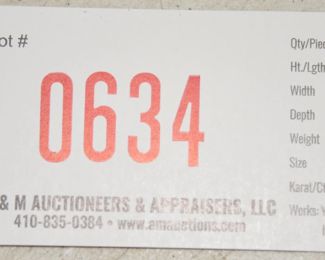 ot #
0634
& M AUCTIONEERS & APPRAISERS, LLC
410-835-0384 • www.amauctions.com
Qty/Piec
Ht./Lgth
Width
Depth
Weight
Size
Karat/C
Works: Y